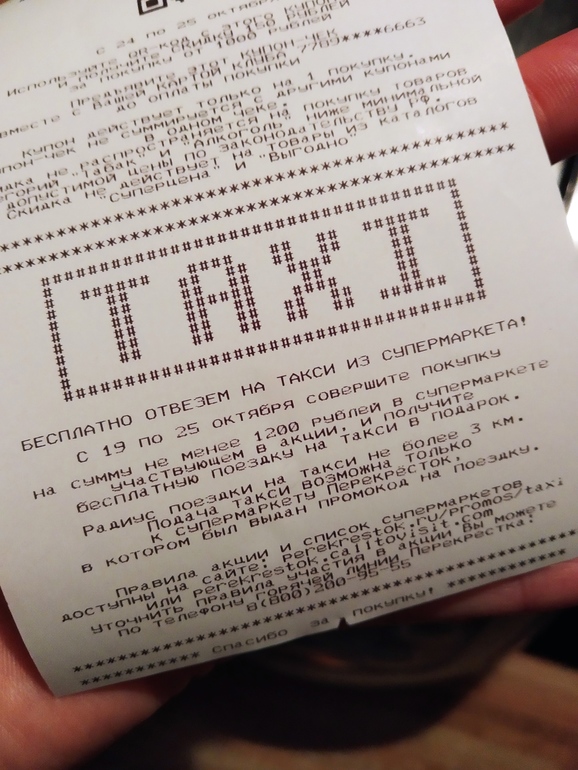 с 24 по 25 октября
Используйте QR-код с этого купона
и получите скидку
за покупку от 1000 рублей
Предъявите этот купон-чек
вместе с вашей картой клуба 7789****6663
до оплаты покупки
Купон действует только на 1 покупку.
купон-чек не суммируется с другими купонами
в одном чеке.
Скидка не распространяется на покупку товаров
категорий "Табак" и "Алкоголь" ниже минимальной
допустимой цены по законодательству РФ.
Скидка не действует на товары из каталогов
"Суперцена" и "Выгодно"
*****************************************
*****************************************
TAXI
БЕСПЛАТНО ОТВЕЗЕМ НА ТАКСИ ИЗ СУПЕРМАРКЕТА!
С 19 по 25 октября совершите покупку
на сумму не менее 1200 рублей в супермаркете
участвующем в акции, и получите
бесплатную поездку на такси в подарок.
Радиус поездки на такси не более 3 км.
Подача такси возможна только
к супермаркету Перекресток,
в котором был выдан промокод на поездку.
Правила акции и список супермаркетов
доступны на сайте: perekrestok.ru/promos/taxi
или perekrestok.calltovisit.com
Уточнить правила участия в акции Вы можете
по телефону горячей линии Перекрестка:
8(800)200-95-55
*****************************************
********** Спасибо за покупку! **********